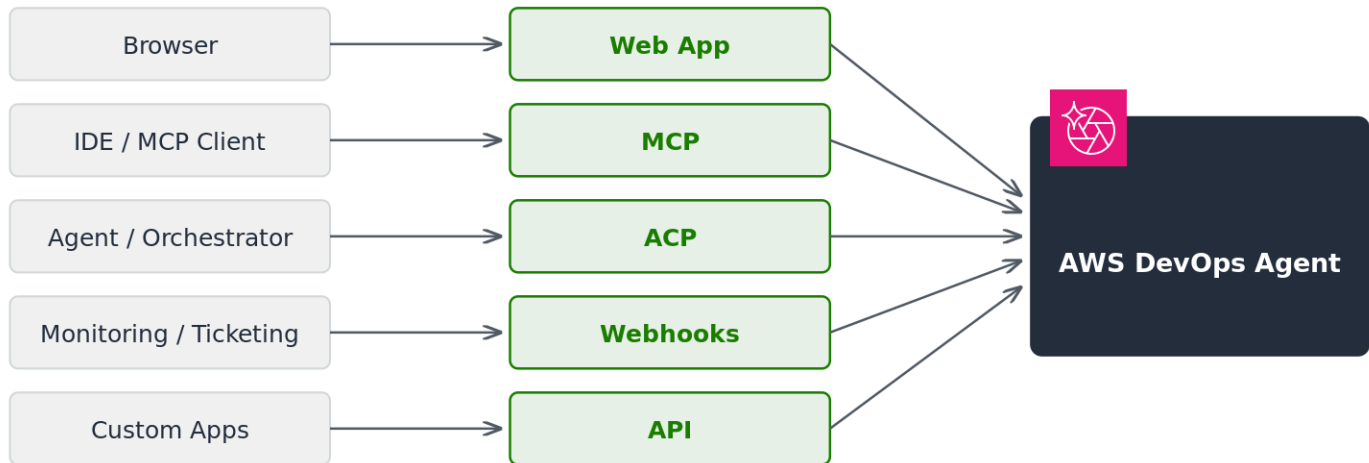 Browser
Web App
IDE / MCP Client
MCP
Agent / Orchestrator
ACP
AWS DevOps Agent
Monitoring / Ticketing
Webhooks
Custom Apps
API